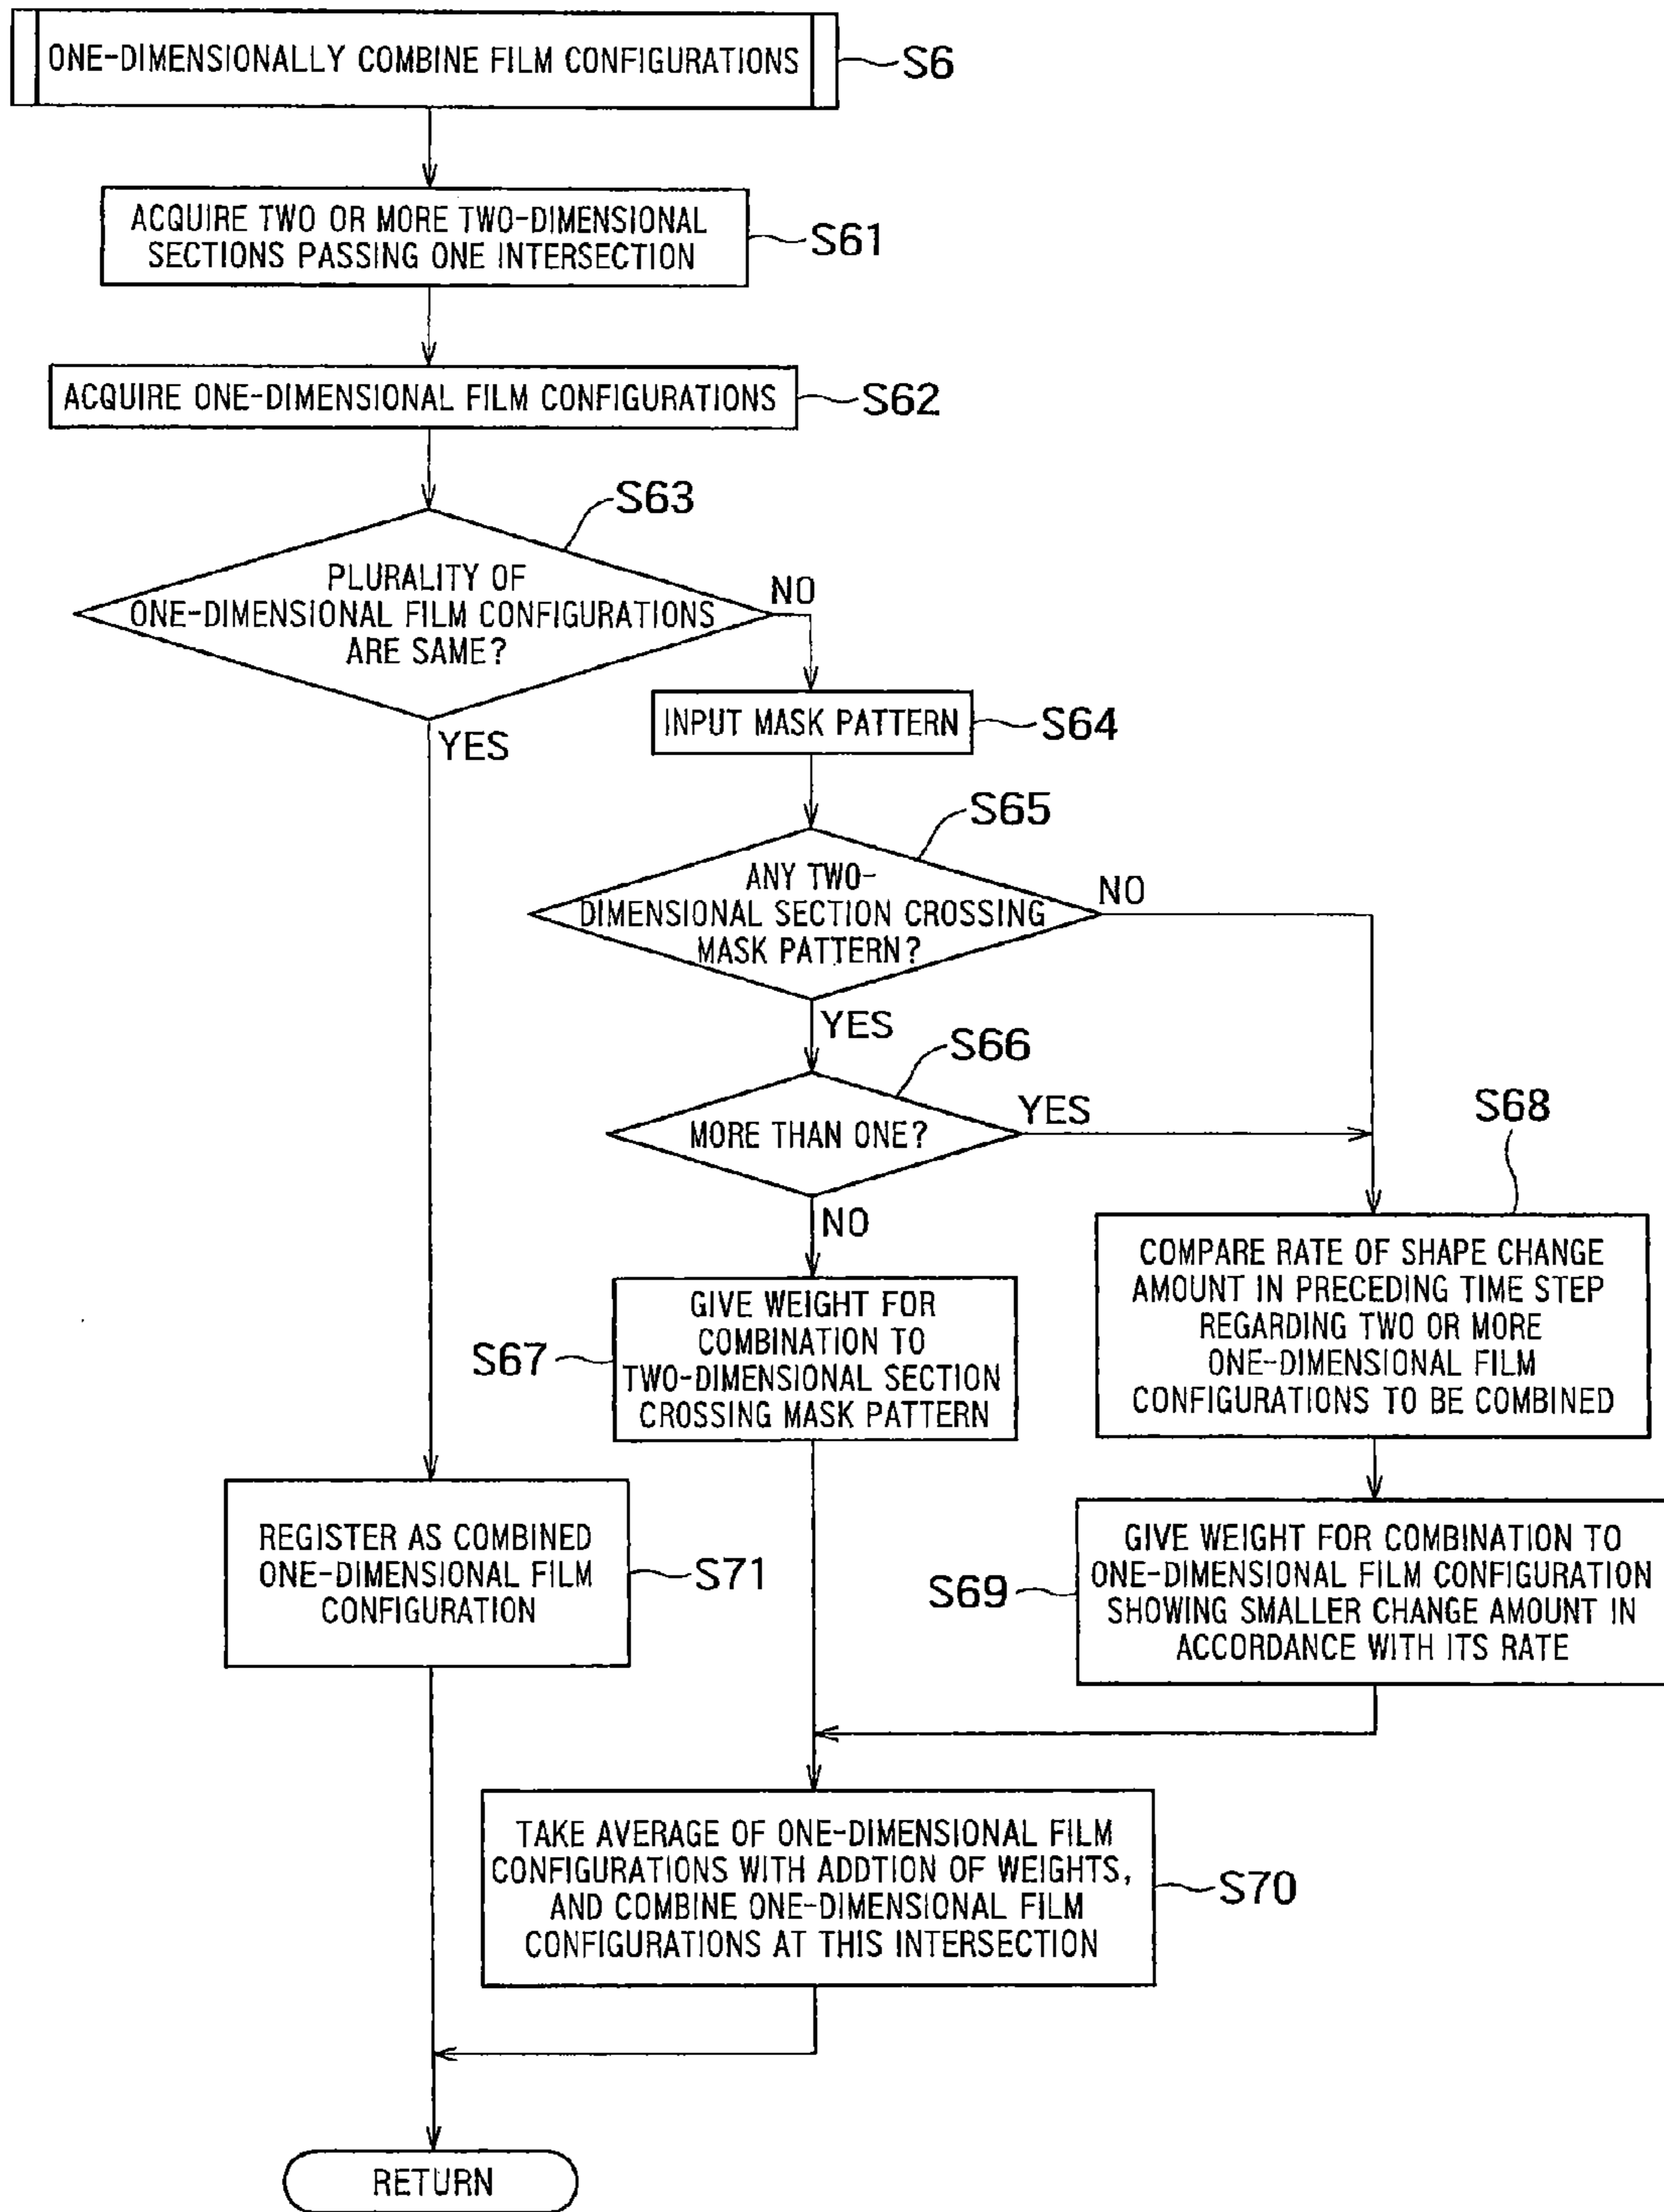 ONE-DIMENSIONALLY COMBINE FILM CONFIGURATIONS
S6
ACQUIRE TWO OR MORE TWO-DIMENSIONAL
SECTIONS PASSING ONE INTERSECTION
S61
ACQUIRE ONE-DIMENSIONAL FILM CONFIGURATIONS
S62
S63
PLURALITY OF
ONE-DIMENSIONAL FILM CONFIGURATIONS
ARE SAME?
NO
YES
INPUT MASK PATTERN
S64
S65
ANY TWO-
DIMENSIONAL SECTION CROSSING
MASK PATTERN?
NO
YES
S66
MORE THAN ONE?
YES
NO
S68
COMPARE RATE OF SHAPE CHANGE
AMOUNT IN PRECEDING TIME STEP
REGARDING TWO OR MORE
ONE-DIMENSIONAL FILM
CONFIGURATIONS TO BE COMBINED
S67
GIVE WEIGHT FOR
COMBINATION TO
TWO-DIMENSIONAL SECTION
CROSSING MASK PATTERN
S69
GIVE WEIGHT FOR COMBINATION TO
ONE-DIMENSIONAL FILM CONFIGURATION
SHOWING SMALLER CHANGE AMOUNT IN
ACCORDANCE WITH ITS RATE
REGISTER AS COMBINED
ONE-DIMENSIONAL FILM
CONFIGURATION
S71
TAKE AVERAGE OF ONE-DIMENSIONAL FILM
CONFIGURATIONS WITH ADDTION OF WEIGHTS,
AND COMBINE ONE-DIMENSIONAL FILM
CONFIGURATIONS AT THIS INTERSECTION
S70
RETURN